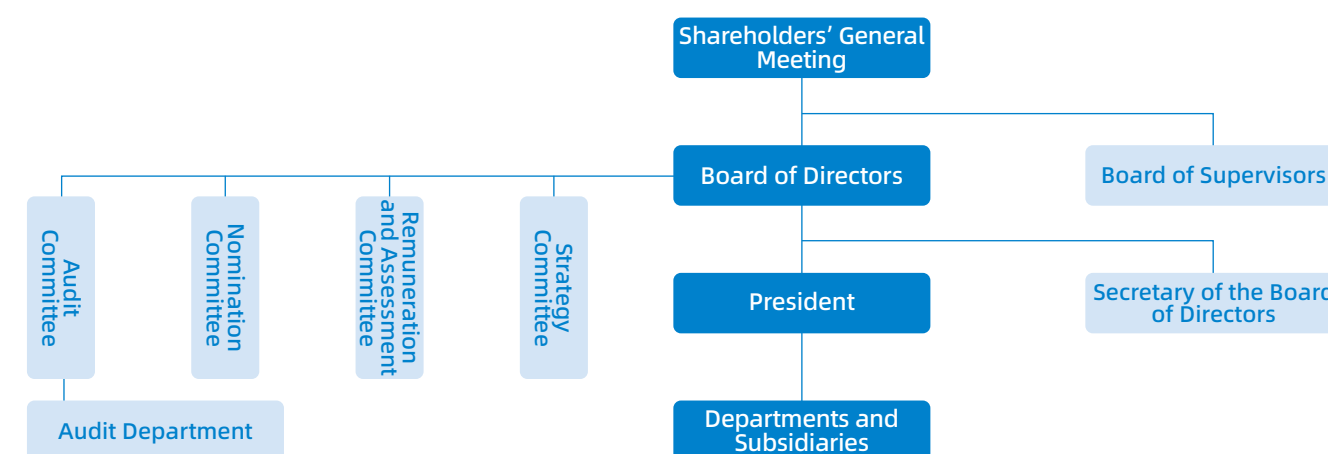 Shareholders’ General
Meeting
Board of Directors
Board of Supervisors
Audit
Committee
Nomination
Committee
Remuneration
and Assessment
Committee
Strategy
Committee
President
Secretary of the Board
of Directors
Audit Department
Departments and
Subsidiaries